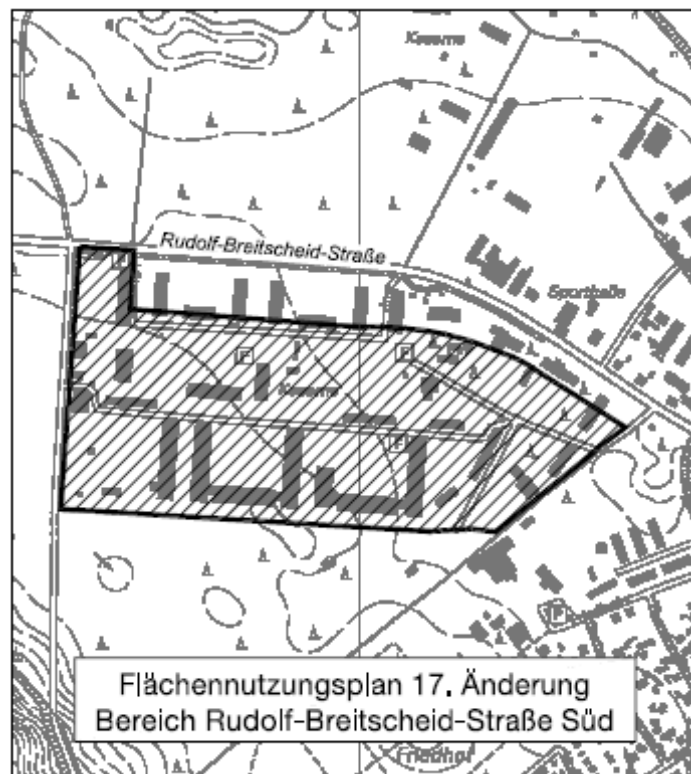 Kaserne
Rudolf-Breitscheid-Straße
Sporthalle
P
P
P
Kaserne
P
P
Flächennutzungsplan 17. Änderung
Bereich Rudolf-Breitscheid-Straße Süd
Friedhof